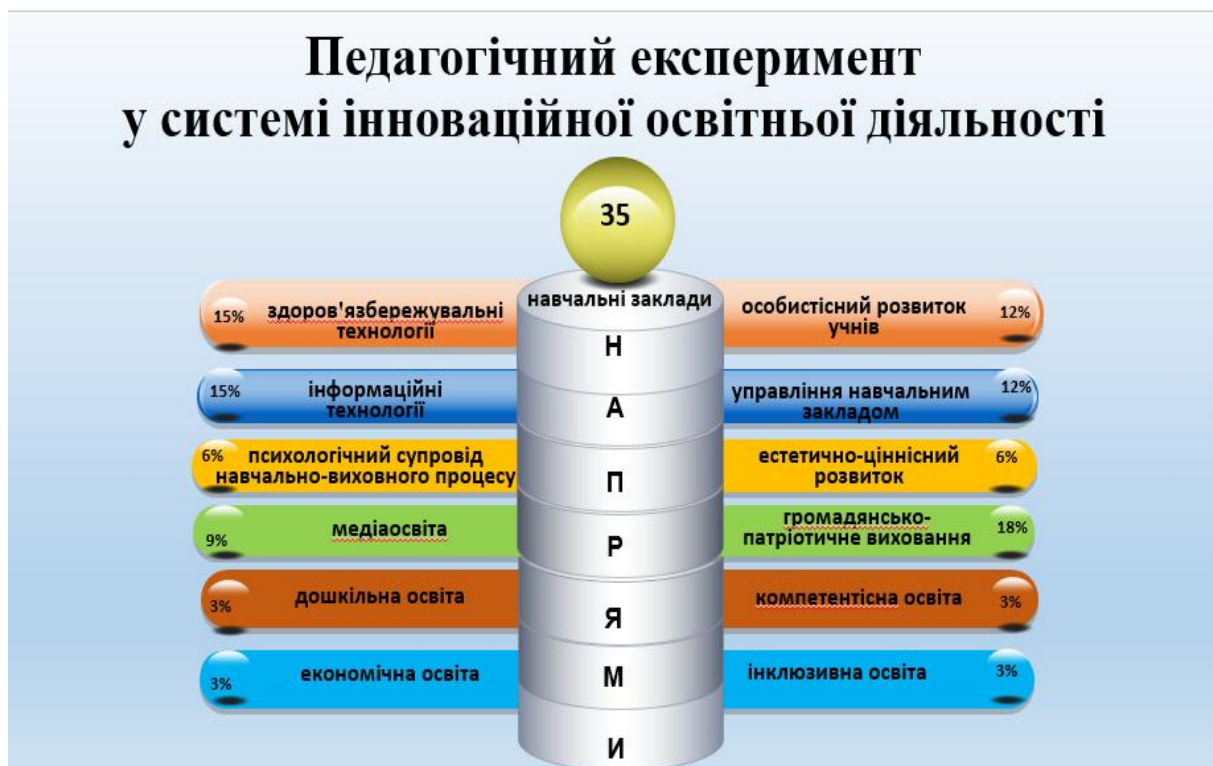 Педагогічний експеримент
у системі інноваційної освітньої діяльності
35
навчальні заклади
15%
здоров'язбережувальні
технології
особистісний розвиток
учнів
12%
Н
15%
інформаційні
технології
управління навчальним
закладом
12%
А
6%
психологічний супровід
навчально-виховного процесу
естетично-ціннісний
розвиток
6%
П
9%
медіаосвіта
громадянсько-
патріотичне виховання
18%
Р
3%
дошкільна освіта
компетентісна освіта
3%
Я
3%
економічна освіта
інклюзивна освіта
3%
М
И